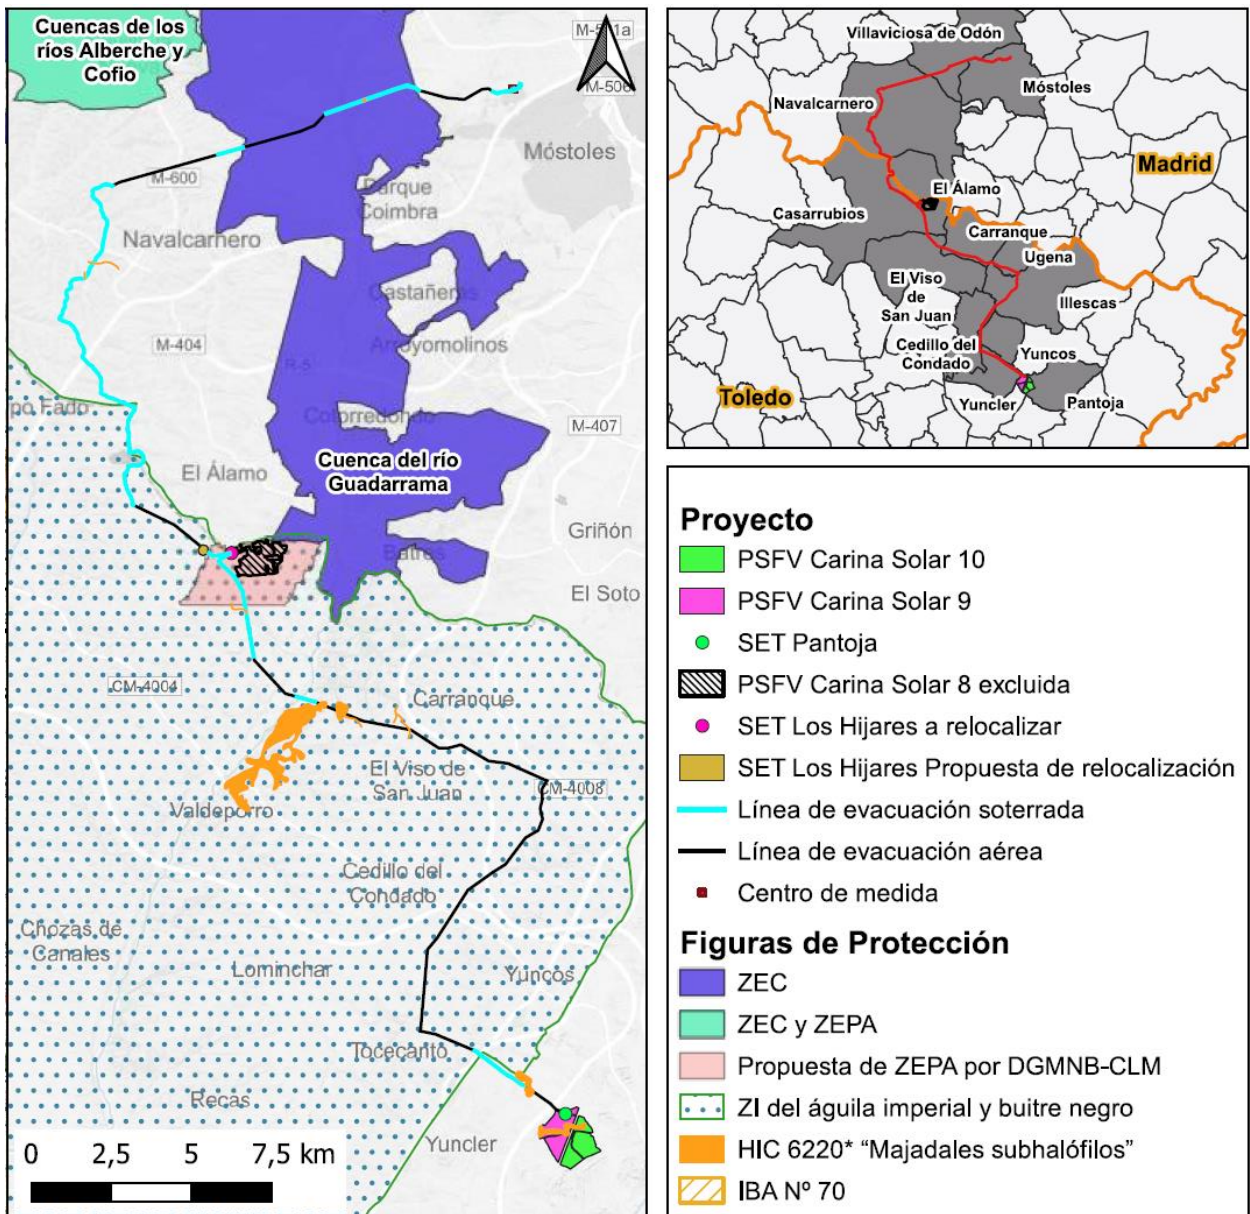 Cuencas de los
ríos Alberche y
Cofio
M-506
M-600
Móstoles
Parque
Coimbra
Navalcarnero
Castañeros
M-404
Arroyomolinos
R-5
po Fado
Cotorredondo
M-407
Cuenca del río
Guadarrama
El Álamo
Griñón
Batres
El Soto
CM-4004
Carranque
El Viso de
San Juan
CM-4008
Valdeporro
Cedillo del
Condado
Chozas de
Canales
Lominchar
Yuncos
Tocecanto
Recas
Yuncler
0 2,5 5 7,5 km
Villaviciosa de Odón
Móstoles
Navalcarnero
Madrid
El Álamo
Casarrubios
Carranque
Ugena
El Viso
de
San Juan
Illescas
Cedillo del
Condado
Yuncos
Toledo
Yuncler
Pantoja
Proyecto
PSFV Carina Solar 10
PSFV Carina Solar 9
SET Pantoja
PSFV Carina Solar 8 excluida
SET Los Hijares a relocalizar
SET Los Hijares Propuesta de relocalización
Línea de evacuación soterrada
Línea de evacuación aérea
Centro de medida
Figuras de Protección
ZEC
ZEC y ZEPA
Propuesta de ZEPA por DGMNB-CLM
ZI del águila imperial y buitre negro
HIC 6220* “Majadales subhalófilos”
IBA Nº 70